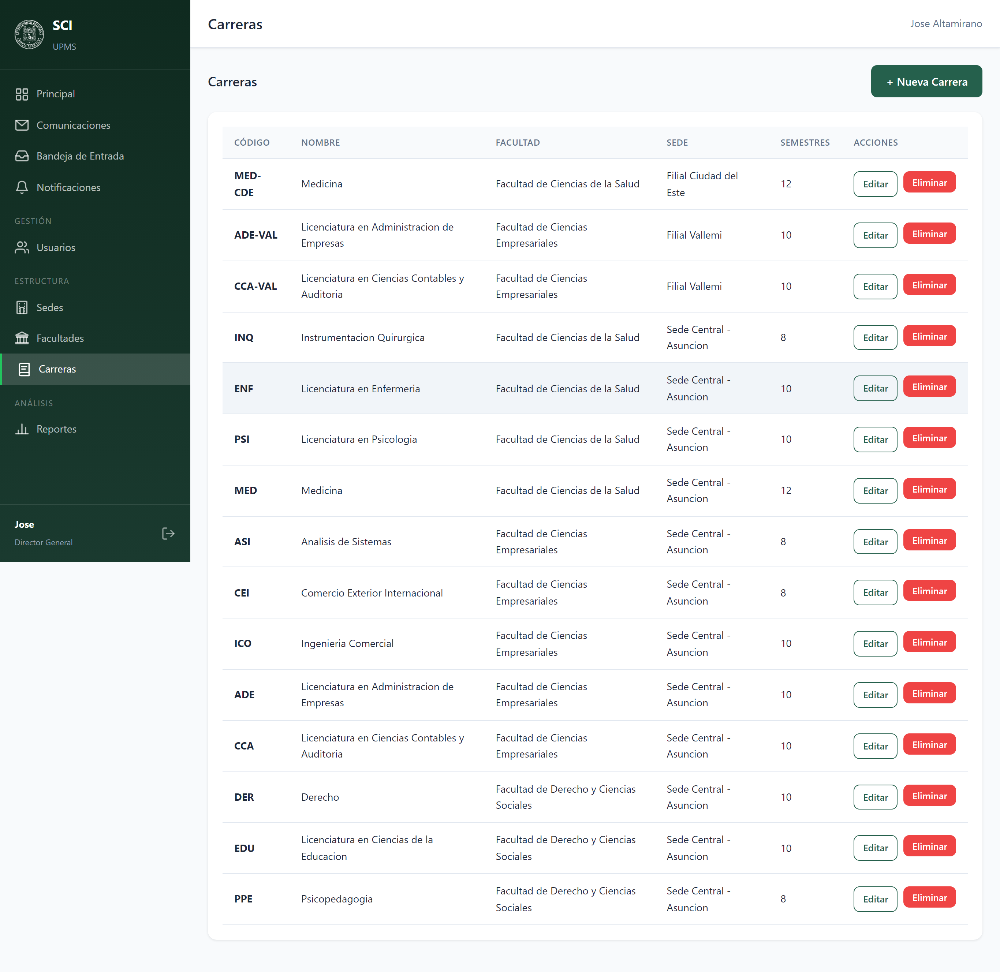 UNIVERSIDAD PRIVADA
MARIA SERRANA
SCI
UPMS
Principal
Comunicaciones
Bandeja de Entrada
Notificaciones
GESTIÓN
Usuarios
ESTRUCTURA
Sedes
Facultades
Carreras
ANÁLISIS
Reportes
Jose
Director General
Carreras
Jose Altamirano
Carreras
+ Nueva Carrera
CÓDIGO NOMBRE FACULTAD SEDE SEMESTRES ACCIONES
MED-
CDE
Medicina
Facultad de Ciencias de la Salud
Filial Ciudad del
Este
12
Editar
Eliminar
ADE-VAL
Licenciatura en Administracion de
Empresas
Facultad de Ciencias
Empresariales
Filial Vallemi
10
Editar
Eliminar
CCA-VAL
Licenciatura en Ciencias Contables y
Auditoria
Facultad de Ciencias
Empresariales
Filial Vallemi
10
Editar
Eliminar
INQ
Instrumentacion Quirurgica
Facultad de Ciencias de la Salud
Sede Central -
Asuncion
8
Editar
Eliminar
ENF
Licenciatura en Enfermeria
Facultad de Ciencias de la Salud
Sede Central -
Asuncion
10
Editar
Eliminar
PSI
Licenciatura en Psicologia
Facultad de Ciencias de la Salud
Sede Central -
Asuncion
10
Editar
Eliminar
MED
Medicina
Facultad de Ciencias de la Salud
Sede Central -
Asuncion
12
Editar
Eliminar
ASI
Analisis de Sistemas
Facultad de Ciencias
Empresariales
Sede Central -
Asuncion
8
Editar
Eliminar
CEI
Comercio Exterior Internacional
Facultad de Ciencias
Empresariales
Sede Central -
Asuncion
8
Editar
Eliminar
ICO
Ingenieria Comercial
Facultad de Ciencias
Empresariales
Sede Central -
Asuncion
10
Editar
Eliminar
ADE
Licenciatura en Administracion de
Empresas
Facultad de Ciencias
Empresariales
Sede Central -
Asuncion
10
Editar
Eliminar
CCA
Licenciatura en Ciencias Contables y
Auditoria
Facultad de Ciencias
Empresariales
Sede Central -
Asuncion
10
Editar
Eliminar
DER
Derecho
Facultad de Derecho y Ciencias
Sociales
Sede Central -
Asuncion
10
Editar
Eliminar
EDU
Licenciatura en Ciencias de la
Educacion
Facultad de Derecho y Ciencias
Sociales
Sede Central -
Asuncion
10
Editar
Eliminar
PPE
Psicopedagogia
Facultad de Derecho y Ciencias
Sociales
Sede Central -
Asuncion
8
Editar
Eliminar